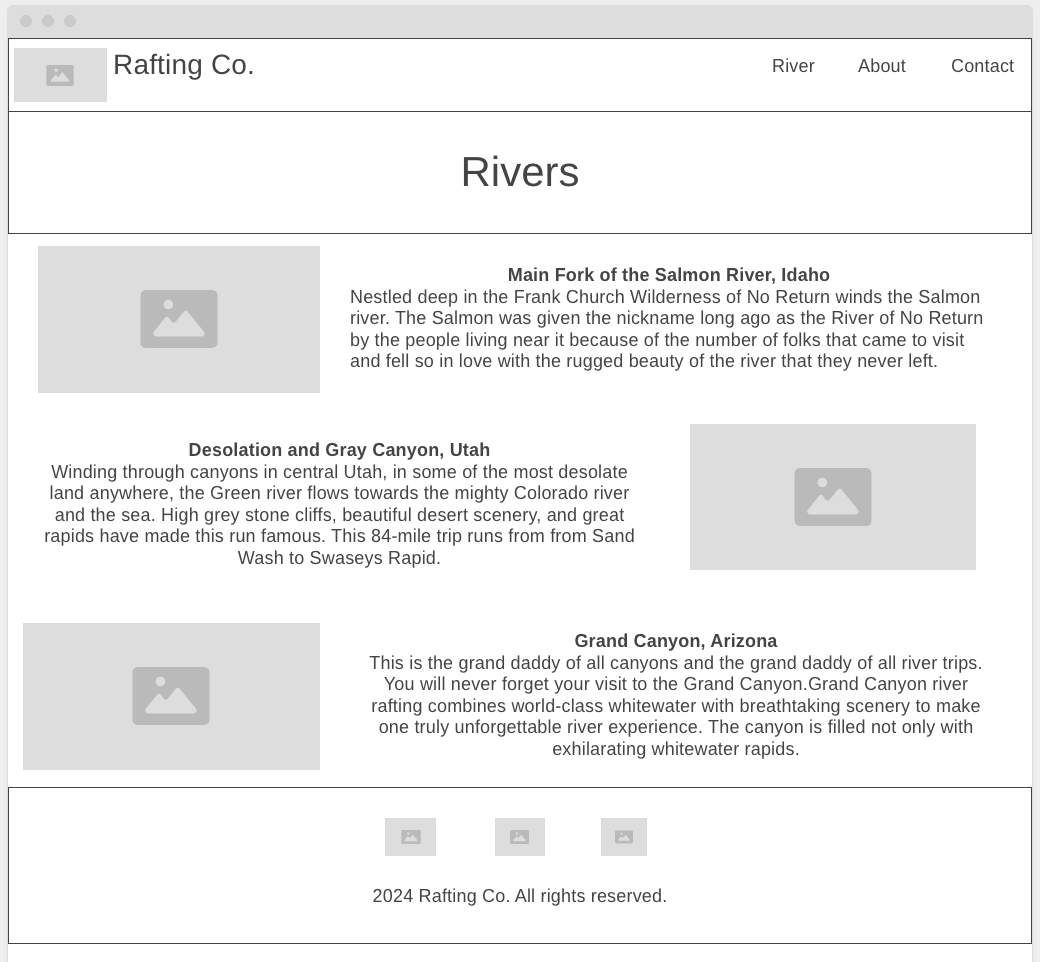 Rafting Co.
River About Contact
Rivers
Main Fork of the Salmon River, Idaho
Nestled deep in the Frank Church Wilderness of No Return winds the Salmon
river. The Salmon was given the nickname long ago as the River of No Return
by the people living near it because of the number of folks that came to visit
and fell so in love with the rugged beauty of the river that they never left.
Desolation and Gray Canyon, Utah
Winding through canyons in central Utah, in some of the most desolate
land anywhere, the Green river flows towards the mighty Colorado river
and the sea. High grey stone cliffs, beautiful desert scenery, and great
rapids have made this run famous. This 84-mile trip runs from from Sand
Wash to Swaseys Rapid.
Grand Canyon, Arizona
This is the grand daddy of all canyons and the grand daddy of all river trips.
You will never forget your visit to the Grand Canyon.Grand Canyon river
rafting combines world-class whitewater with breathtaking scenery to make
one truly unforgettable river experience. The canyon is filled not only with
exhilarating whitewater rapids.
2024 Rafting Co. All rights reserved.